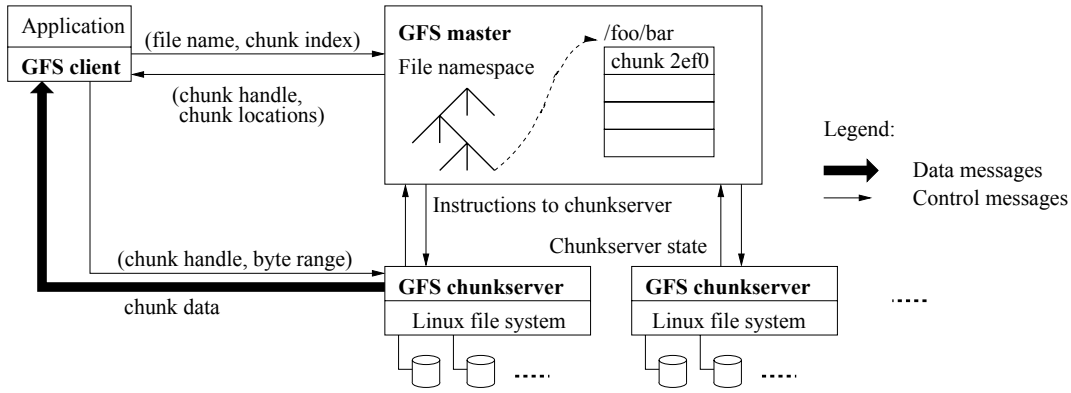 Application
GFS client
(file name, chunk index)
(chunk handle,
chunk locations)
GFS master
File namespace
/foo/bar
chunk 2ef0
Legend:
Data messages
Control messages
Instructions to chunkserver
Chunkserver state
(chunk handle, byte range)
chunk data
GFS chunkserver
Linux file system
GFS chunkserver
Linux file system